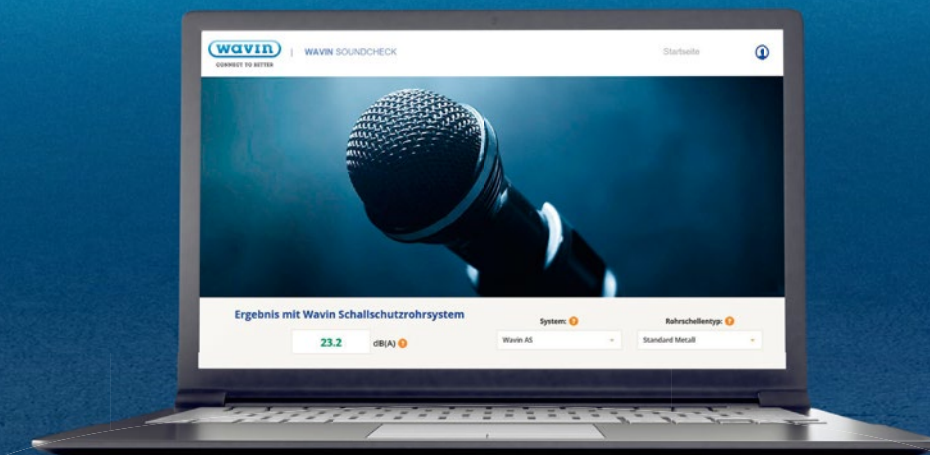 wavin
CONNECT TO BETTER
WAVIN SOUNDCHECK
Startseite
Ergebnis mit Wavin Schallschutzrohrsystem
23.2 dB(A) ?
System: ?
Wavin AS
Rohrschellentyp: ?
Standard Metall